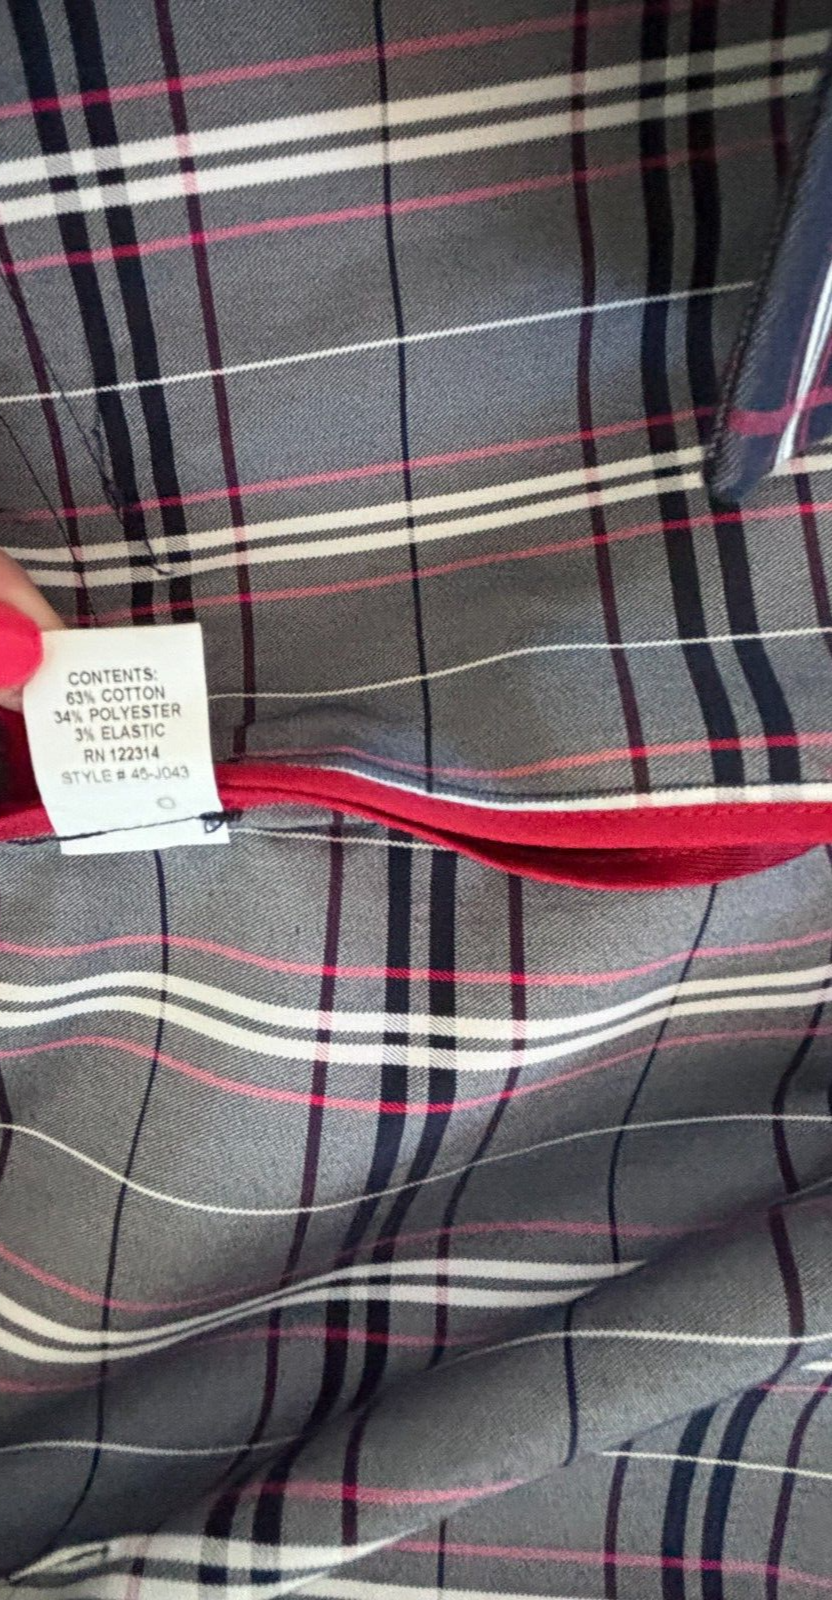 CONTENTS:
63% COTTON
34% POLYESTER
3% ELASTIC
RN 122314
STYLE # 45-J043